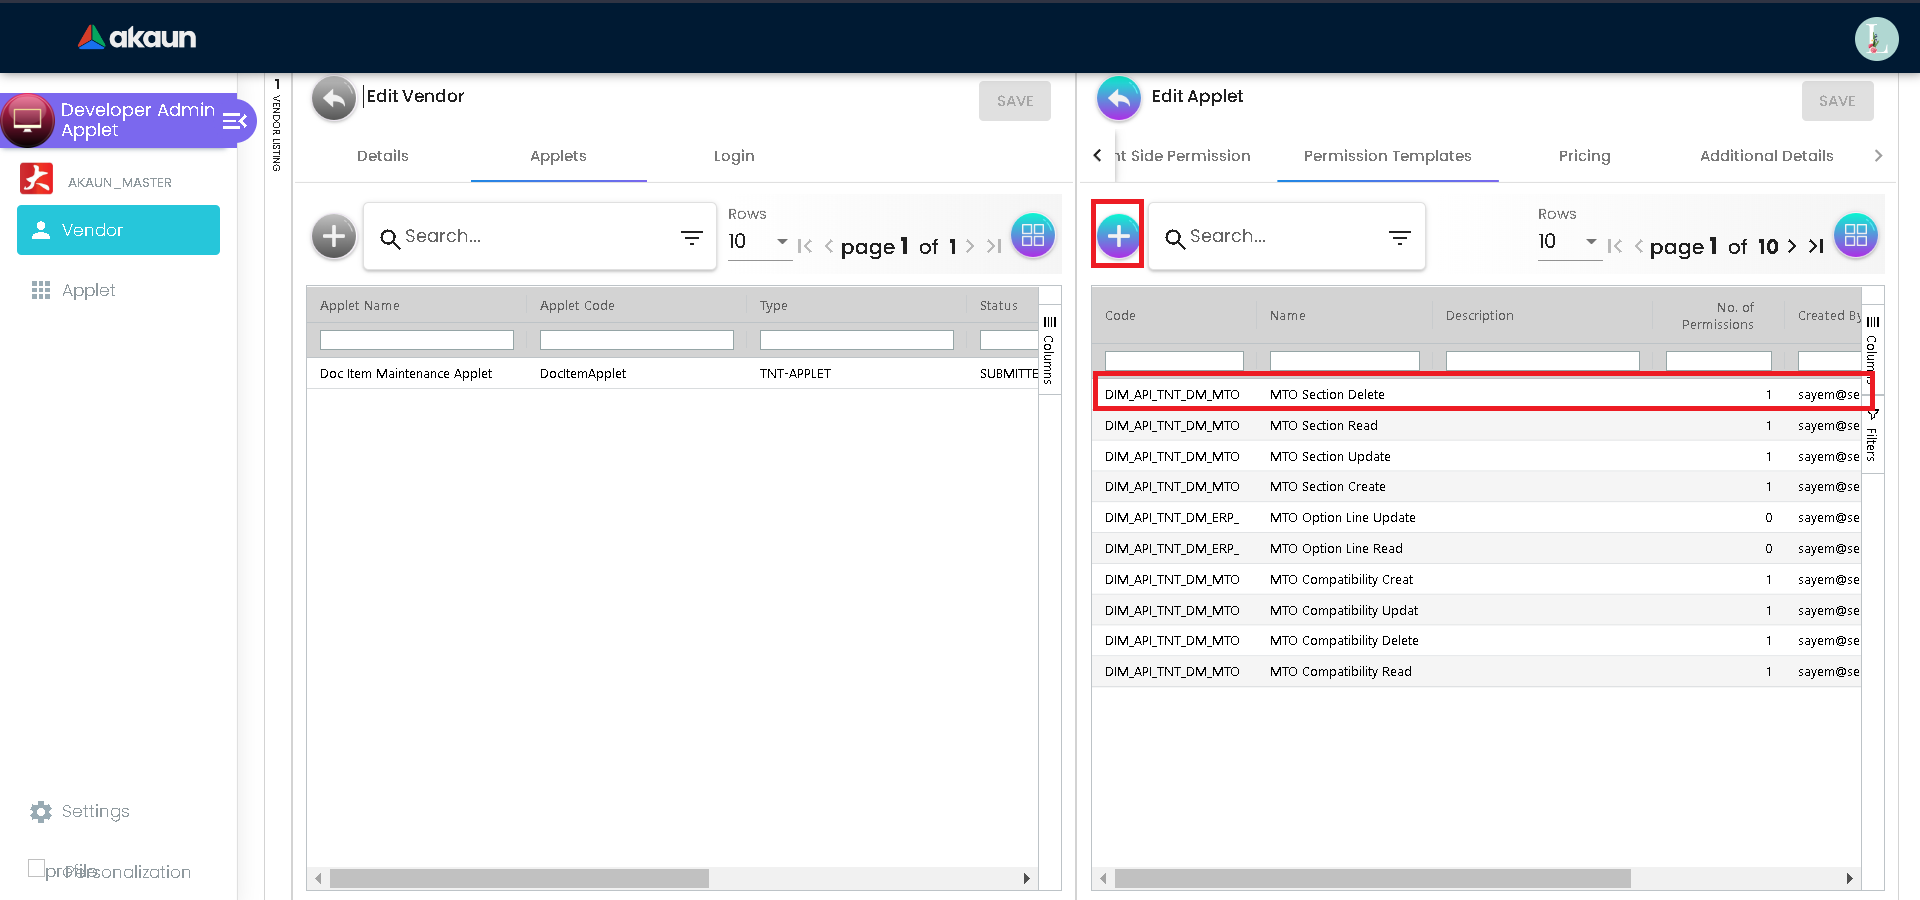 akaun
L
Developer Admin
Applet
AKAUN_MASTER
Vendor
Applet
Settings
profile
Personalization
1
VENDOR LISTING
Edit Vendor
SAVE
Details
Applets
Login
Search...
Rows
10
page 1 of 1
Applet Name
Applet Code
Type
Status
Doc Item Maintenance Applet
DocItemApplet
TNT-APPLET
SUBMITTE
Columns
Edit Applet
SAVE
nt Side Permission
Permission Templates
Pricing
Additional Details
Search...
Rows
10
page 1 of 10
Code
Name
Description
No. of
Permissions
Created By
DIM_API_TNT_DM_MTO MTO Section Delete 1 sayem@se
DIM_API_TNT_DM_MTO MTO Section Read 1 sayem@se
DIM_API_TNT_DM_MTO MTO Section Update 1 sayem@se
DIM_API_TNT_DM_MTO MTO Section Create 1 sayem@se
DIM_API_TNT_DM_ERP_ MTO Option Line Update 0 sayem@se
DIM_API_TNT_DM_ERP_ MTO Option Line Read 0 sayem@se
DIM_API_TNT_DM_MTO MTO Compatibility Creat 1 sayem@se
DIM_API_TNT_DM_MTO MTO Compatibility Updat 1 sayem@se
DIM_API_TNT_DM_MTO MTO Compatibility Delete 1 sayem@se
DIM_API_TNT_DM_MTO MTO Compatibility Read 1 sayem@se
Columns
Filters